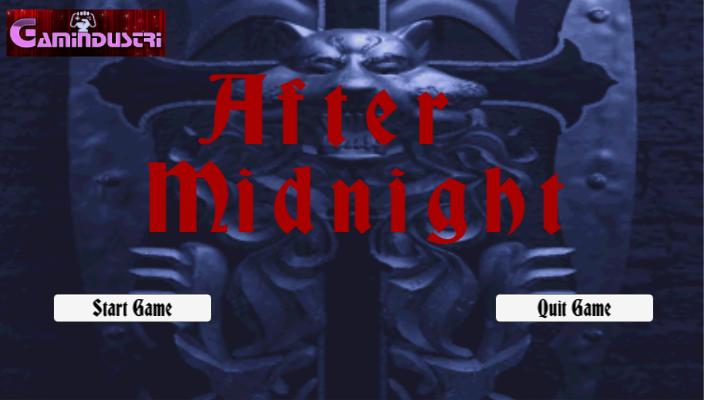 Gamindustri
After
Midnight
Start Game
Quit Game